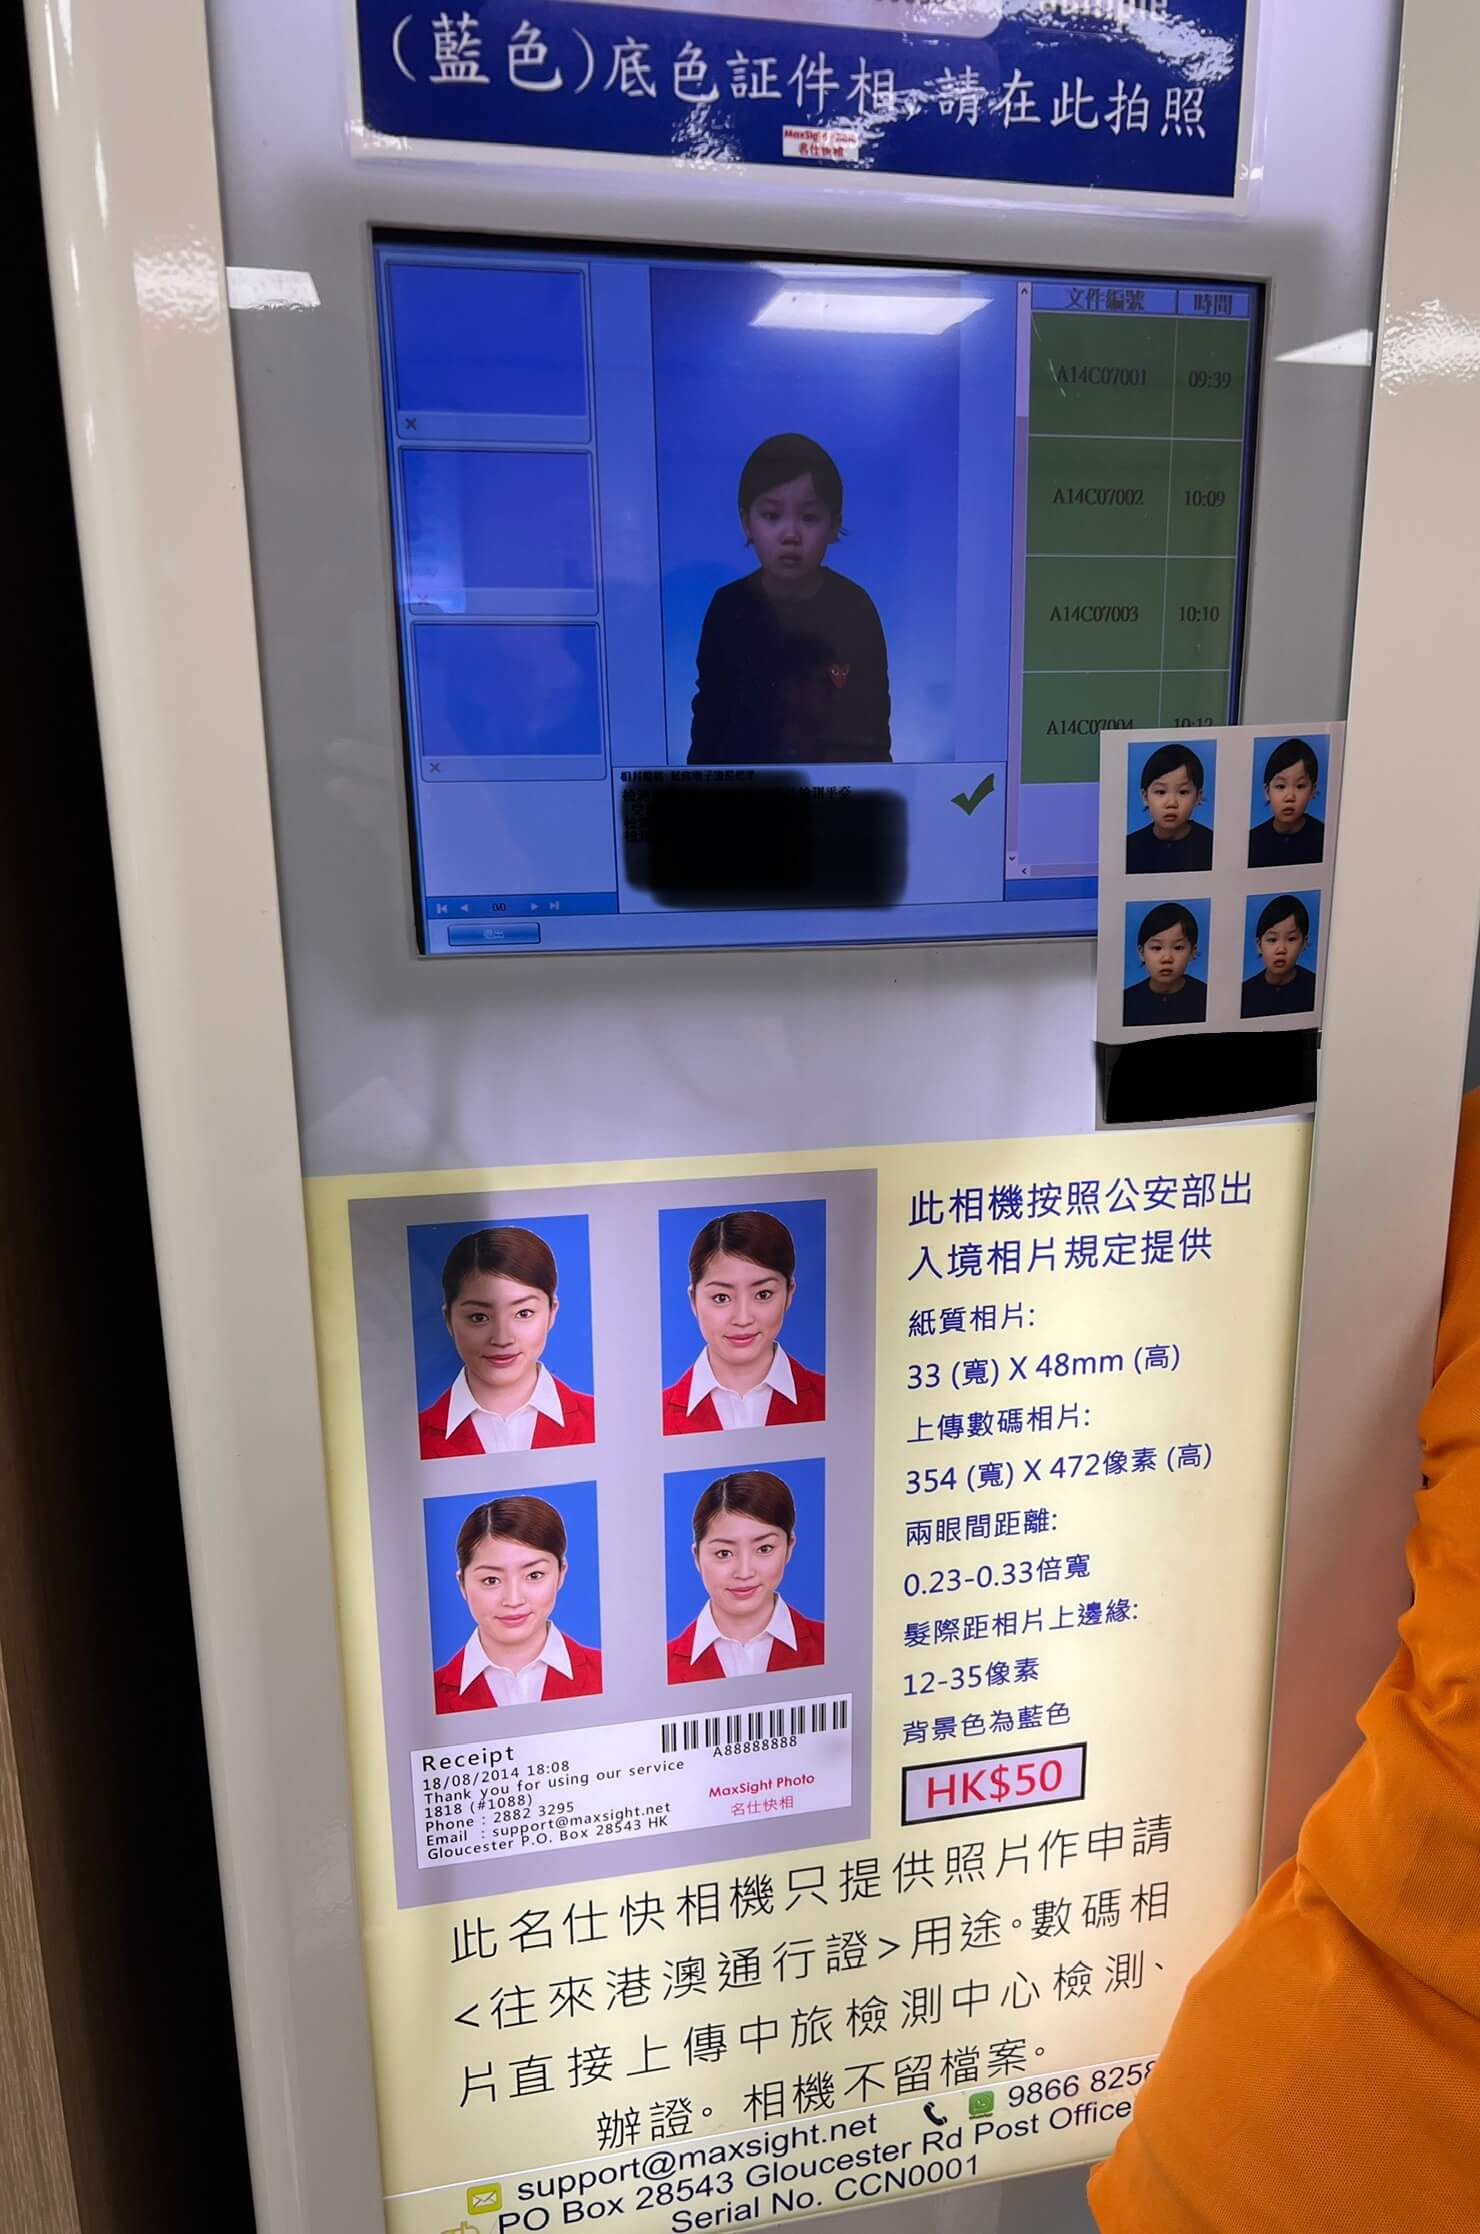 （藍色）底色証件相，請在此拍照
名仕快相
文件編號 時間
A14C07001 09:39
A14C07002 10:09
A14C07003 10:10
A14C07004 10:12
0/0
此相機按照公安部出
入境相片規定提供
紙質相片:
33 (寬) X 48mm (高)
上傳數碼相片:
354 (寬) X 472像素 (高)
兩眼間距離:
0.23-0.33倍寬
髮際距相片上邊緣:
12-35像素
背景色為藍色
HK$50
A88888888
Receipt
18/08/2014 18:08
Thank you for using our service
1818 (#1088)
Phone : 2882 3295
Email : support@maxsight.net
Gloucester P.O. Box 28543 HK
MaxSight Photo
名仕快相
此名仕快相機只提供照片作申請
<往來港澳通行證>用途。數碼相
片直接上傳中旅檢測中心檢測、
辦證。相機不留檔案。
support@maxsight.net 9866 8258
PO Box 28543 Gloucester Rd Post Office
Serial No. CCN0001